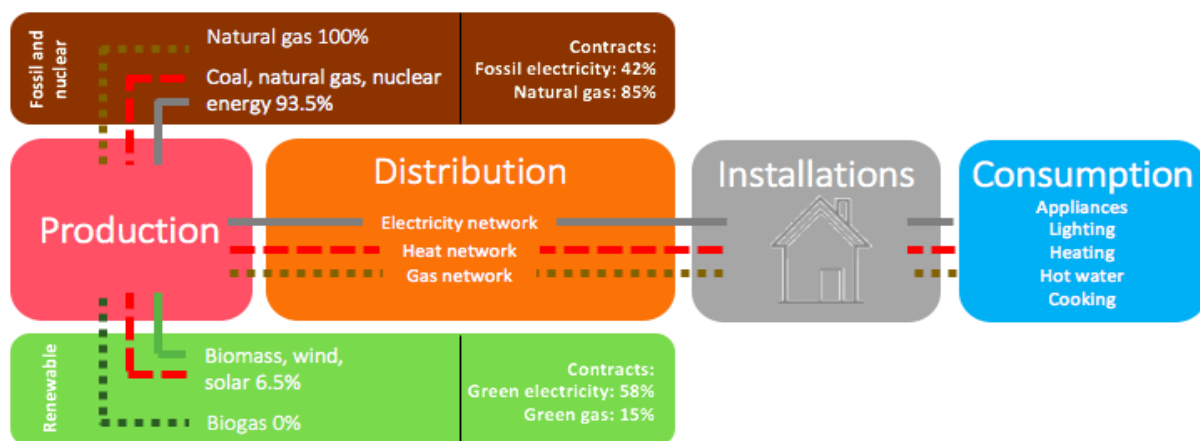 Fossil and
nuclear
Natural gas 100%
Coal, natural gas, nuclear
energy 93.5%
Contracts:
Fossil electricity: 42%
Natural gas: 85%
Production
Distribution
Electricity network
Heat network
Gas network
Installations
Consumption
Appliances
Lighting
Heating
Hot water
Cooking
Renewable
Biomass, wind,
solar 6.5%
Biogas 0%
Contracts:
Green electricity: 58%
Green gas: 15%